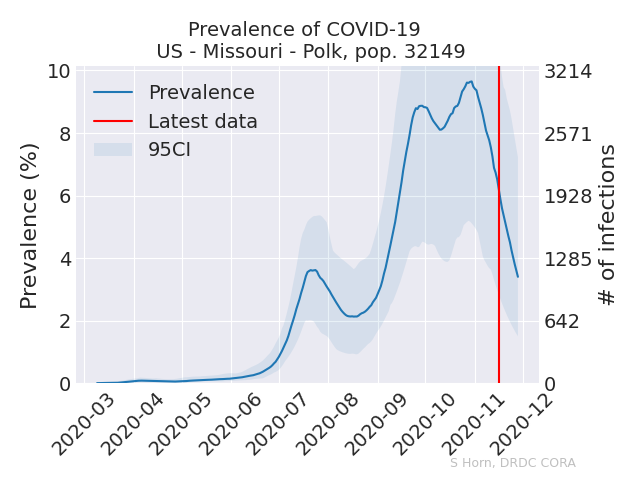 Prevalence of COVID-19
US - Missouri - Polk, pop. 32149
Prevalence (%)
10
8
6
4
2
0
Prevalence
Latest data
95CI
3214
2571
1928
1285
642
0
# of infections
2020-03
2020-04
2020-05
2020-06
2020-07
2020-08
2020-09
2020-10
2020-11
2020-12
S Horn, DRDC CORA